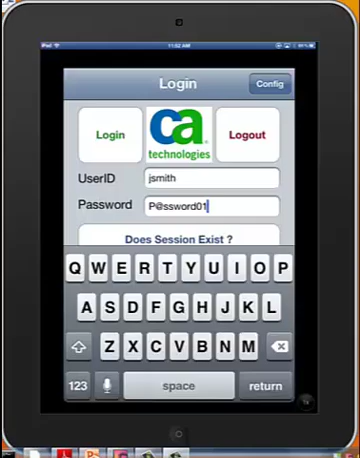 iPad
11:52 AM
Login
Config
Login
ca
technologies
Logout
UserID
jsmith
Password
P@ssword01
Does Session Exist ?
Q W E R T Y U I O P
A S D F G H J K L
Z X C V B N M
123
space
return